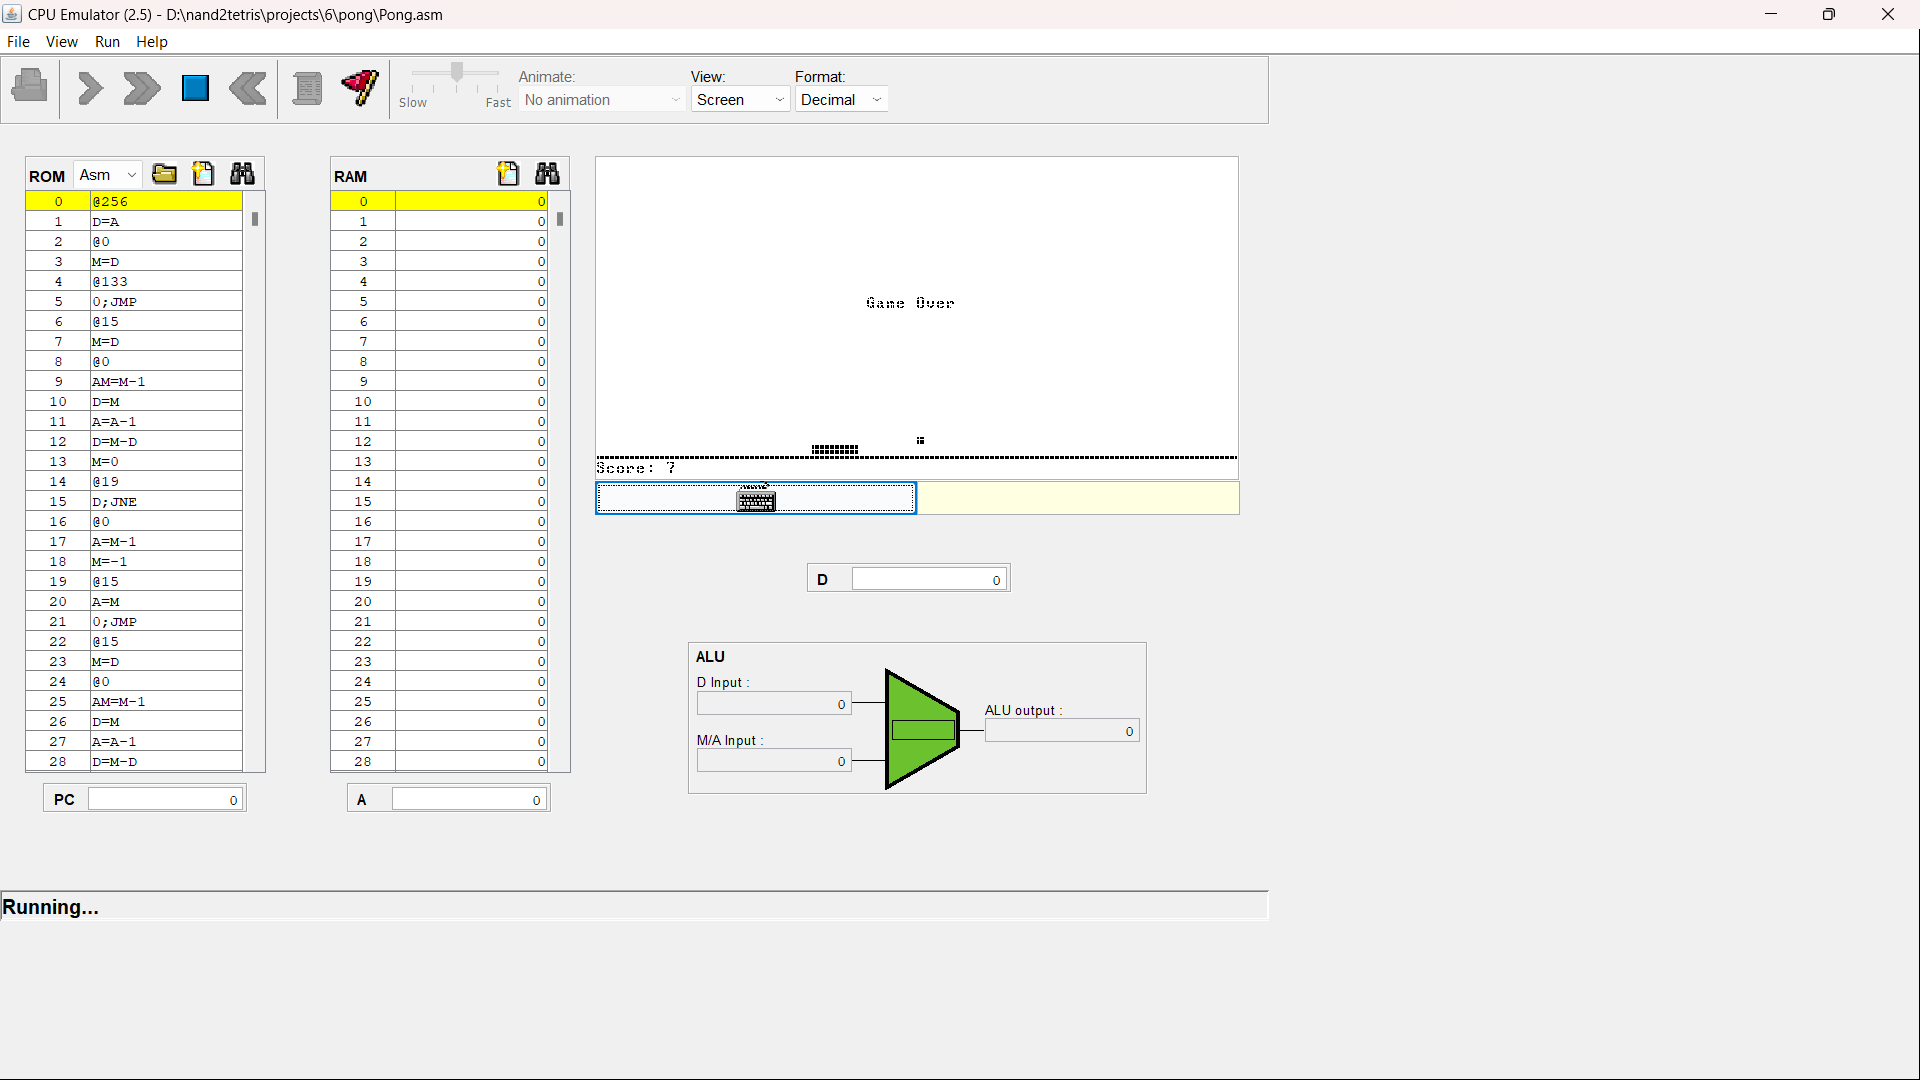 CPU Emulator (2.5) - D:\nand2tetris\projects\6\pong\Pong.asm
File View Run Help
Slow Fast
Animate:
No animation
View:
Screen
Format:
Decimal
ROM Asm
0 @256
1 D=A
2 @0
3 M=D
4 @133
5 0;JMP
6 @15
7 M=D
8 @0
9 AM=M-1
10 D=M
11 A=A-1
12 D=M-D
13 M=0
14 @19
15 D;JNE
16 @0
17 A=M-1
18 M=-1
19 @15
20 A=M
21 0;JMP
22 @15
23 M=D
24 @0
25 AM=M-1
26 D=M
27 A=A-1
28 D=M-D
PC 0
RAM
0 0
1 0
2 0
3 0
4 0
5 0
6 0
7 0
8 0
9 0
10 0
11 0
12 0
13 0
14 0
15 0
16 0
17 0
18 0
19 0
20 0
21 0
22 0
23 0
24 0
25 0
26 0
27 0
28 0
A 0
Game Over
Score: 7
D 0
ALU
D Input :
0
M/A Input :
0
ALU output :
0
Running...